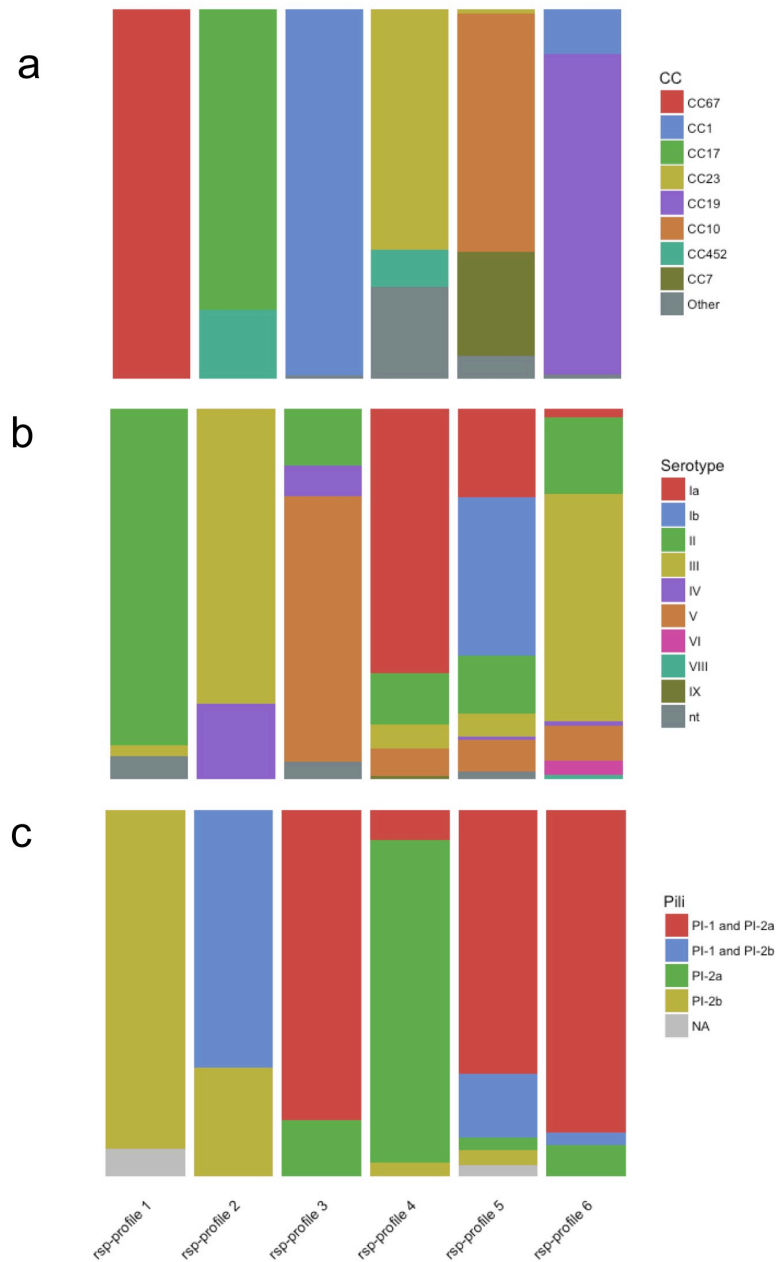 a
CC
CC67
CC1
CC17
CC23
CC19
CC10
CC452
CC7
Other
b
Serotype
Ia
Ib
II
III
IV
V
VI
VIII
IX
nt
c
Pili
PI-1 and PI-2a
PI-1 and PI-2b
PI-2a
PI-2b
NA
rsp-profile 1
rsp-profile 2
rsp-profile 3
rsp-profile 4
rsp-profile 5
rsp-profile 6